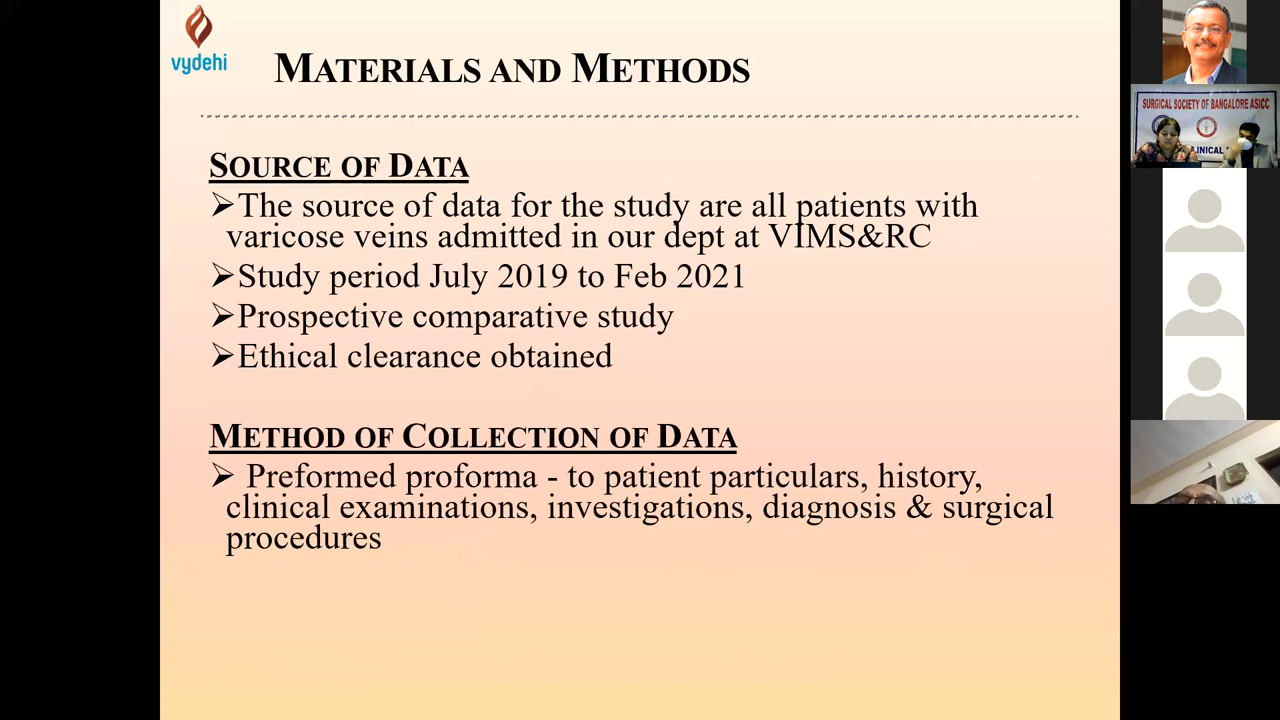 vydehi
MATERIALS AND METHODS
SOURCE OF DATA
➢The source of data for the study are all patients with
varicose veins admitted in our dept at VIMS&RC
➢Study period July 2019 to Feb 2021
➢Prospective comparative study
➢Ethical clearance obtained
METHOD OF COLLECTION OF DATA
➢ Preformed proforma - to patient particulars, history,
clinical examinations, investigations, diagnosis & surgical
procedures
SURGICAL SOCIETY OF BANGALORE ASICC
LINICAL